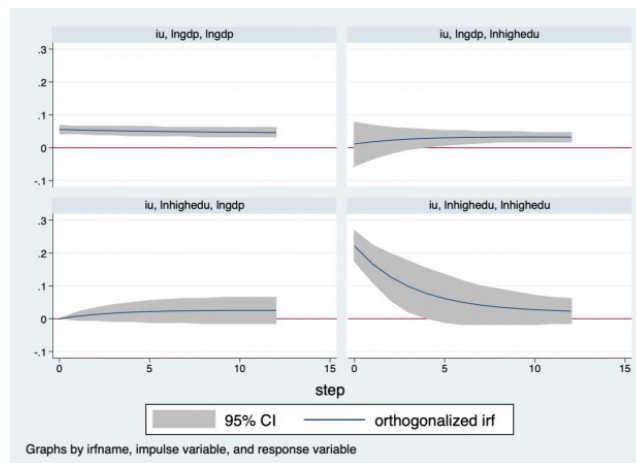 iu, lngdp, lngdp
iu, lngdp, lnhighedu
.3
.2
.1
0
-.1
iu, lnhighedu, lngdp
iu, lnhighedu, lnhighedu
.3
.2
.1
0
-.1
0 5 10 15 0 5 10 15
step
95% CI orthogonalized irf
Graphs by irfname, impulse variable, and response variable